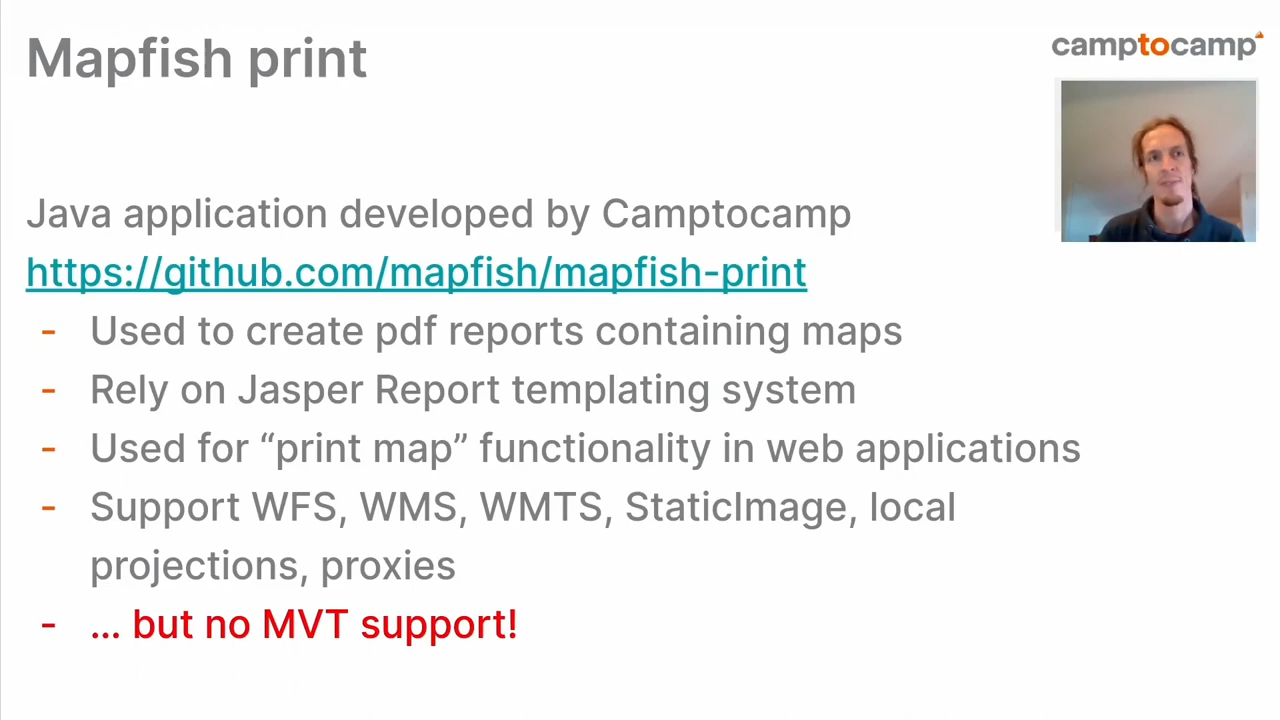 Mapfish print
camptocamp
Java application developed by Camptocamp
https://github.com/mapfish/mapfish-print
- Used to create pdf reports containing maps
- Rely on Jasper Report templating system
- Used for “print map” functionality in web applications
- Support WFS, WMS, WMTS, StaticImage, local
projections, proxies
- ... but no MVT support!